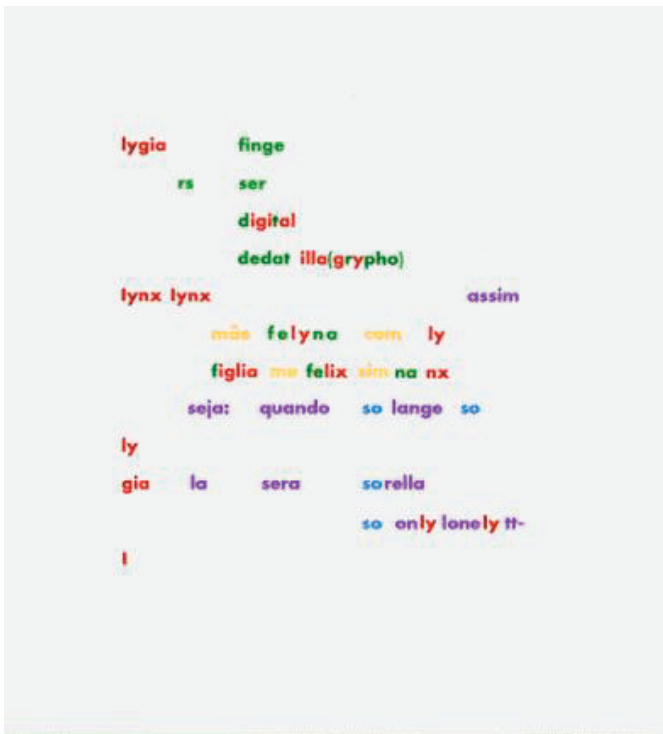 lygia finge
rs ser
digital
dedat illa(grypho)
lynx lynx assim
mãe felyna com ly
figlia me felix sim na nx
seja: quando so lange so
ly
gia la sera sorella
so only lonely tt-
l